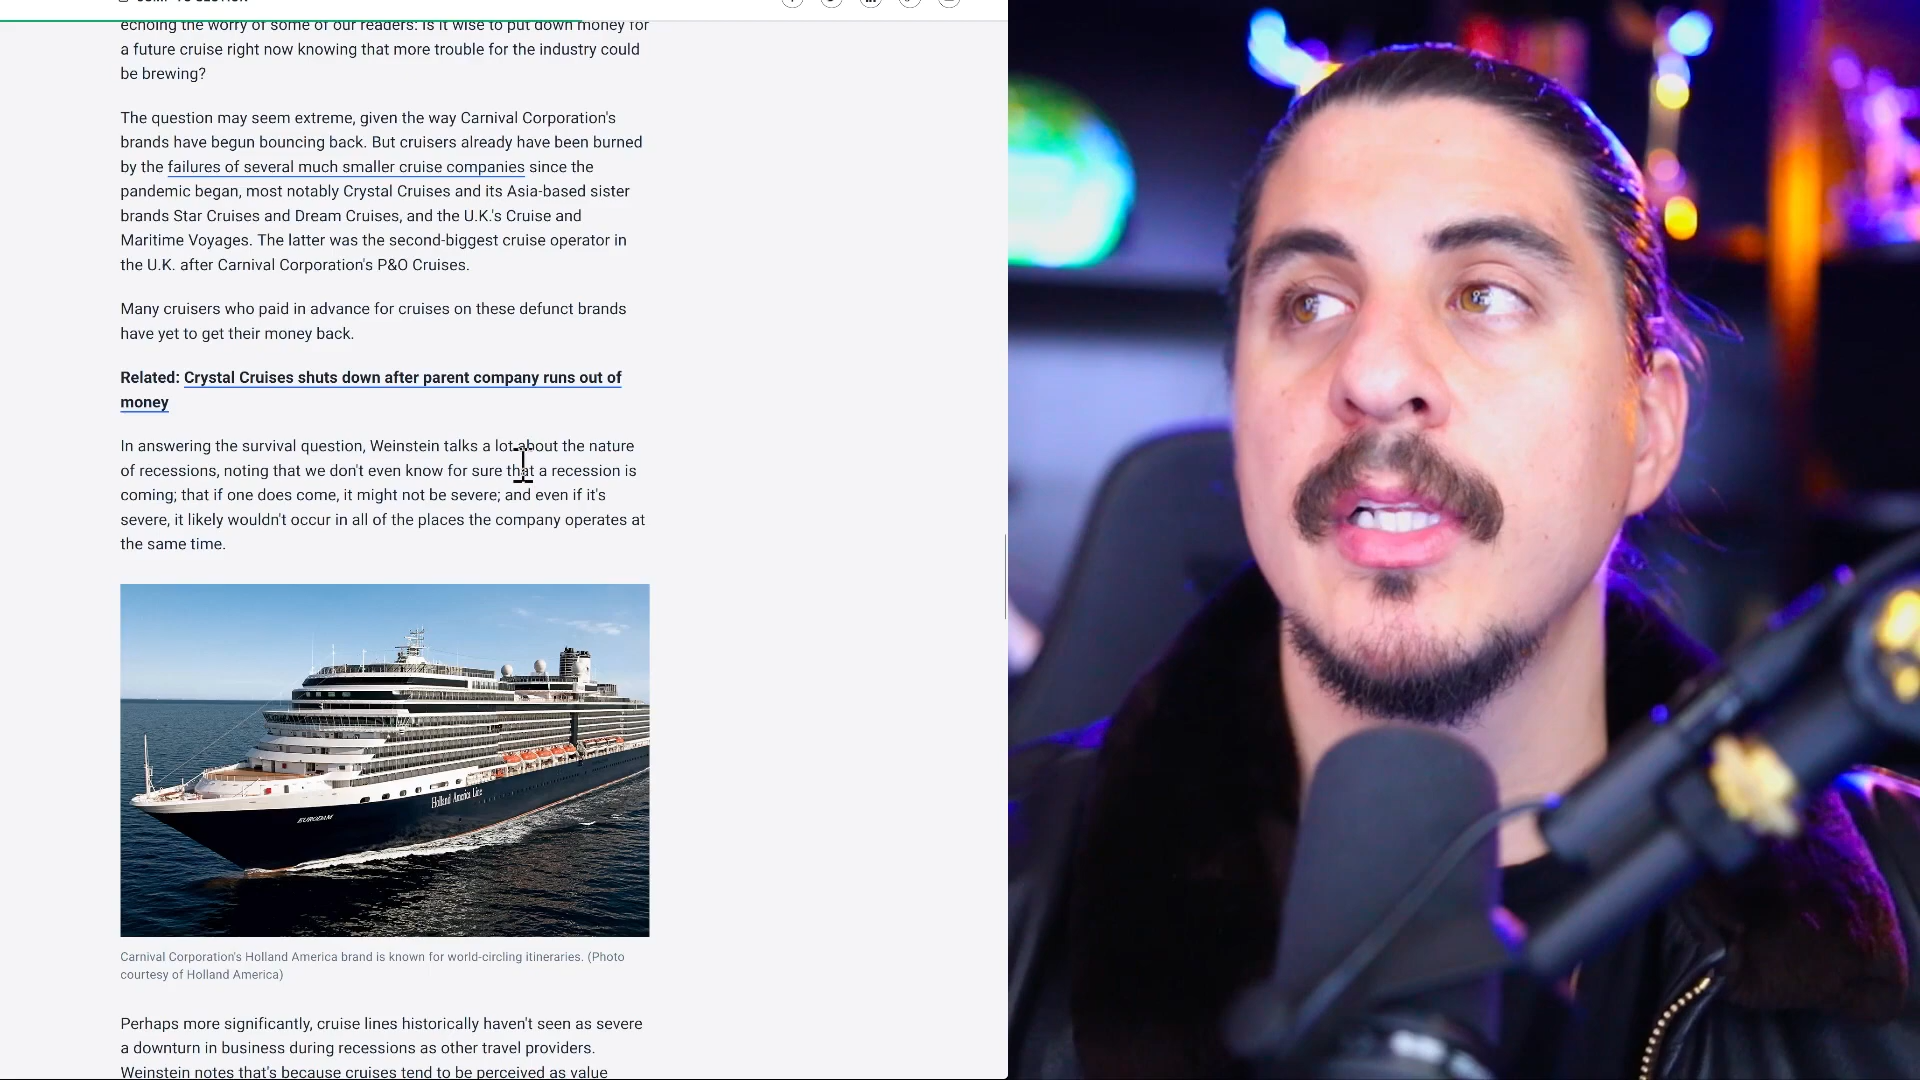 echoing the worry of some of our readers: Is it wise to put down money for
a future cruise right now knowing that more trouble for the industry could
be brewing?
The question may seem extreme, given the way Carnival Corporation's
brands have begun bouncing back. But cruisers already have been burned
by the failures of several much smaller cruise companies since the
pandemic began, most notably Crystal Cruises and its Asia-based sister
brands Star Cruises and Dream Cruises, and the U.K.'s Cruise and
Maritime Voyages. The latter was the second-biggest cruise operator in
the U.K. after Carnival Corporation's P&O Cruises.
Many cruisers who paid in advance for cruises on these defunct brands
have yet to get their money back.
Related: Crystal Cruises shuts down after parent company runs out of
money
In answering the survival question, Weinstein talks a lot about the nature
of recessions, noting that we don't even know for sure that a recession is
coming; that if one does come, it might not be severe; and even if it's
severe, it likely wouldn't occur in all of the places the company operates at
the same time.
Holland America Line
EURODAM
Carnival Corporation's Holland America brand is known for world-circling itineraries. (Photo
courtesy of Holland America)
Perhaps more significantly, cruise lines historically haven't seen as severe
a downturn in business during recessions as other travel providers.
Weinstein notes that's because cruises tend to be perceived as value